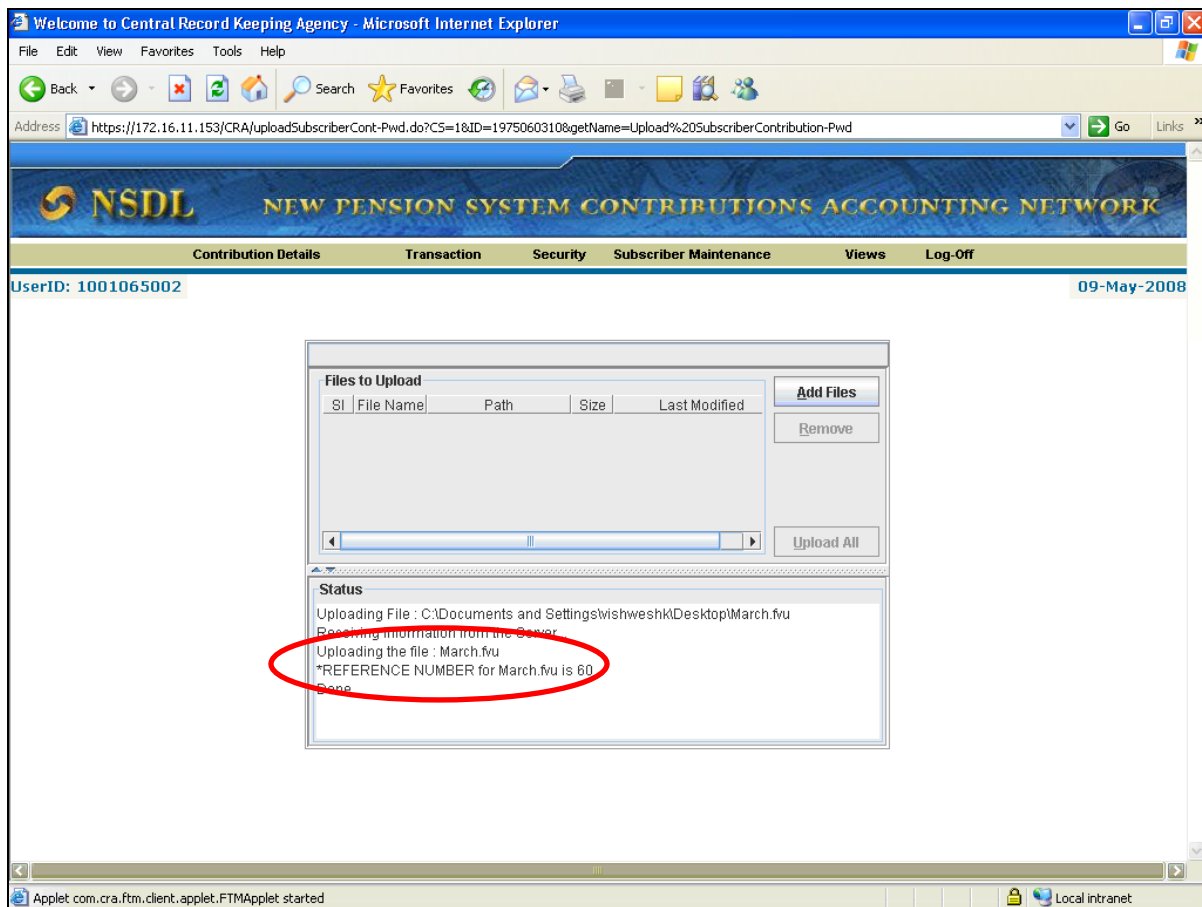 Welcome to Central Record Keeping Agency - Microsoft Internet Explorer
File Edit View Favorites Tools Help
Back Search Favorites
Address https://172.16.11.153/CRA/uploadSubscriberCont-Pwd.do?CS=1&ID=1975060310&getName=Upload%20SubscriberContribution-Pwd Go Links »
NSDL NEW PENSION SYSTEM CONTRIBUTIONS ACCOUNTING NETWORK
Contribution Details Transaction Security Subscriber Maintenance Views Log-Off
UserID: 1001065002 09-May-2008
Files to Upload
Add Files
Sl File Name Path Size Last Modified
Remove
Upload All
Status
Uploading File : C:\Documents and Settings\vishweshk\Desktop\March.fvu
Receiving information from the Server...
Uploading the file : March.fvu
*REFERENCE NUMBER for March.fvu is 60
Done
Applet com.cra.ftm.client.applet.FTMApplet started Local intranet